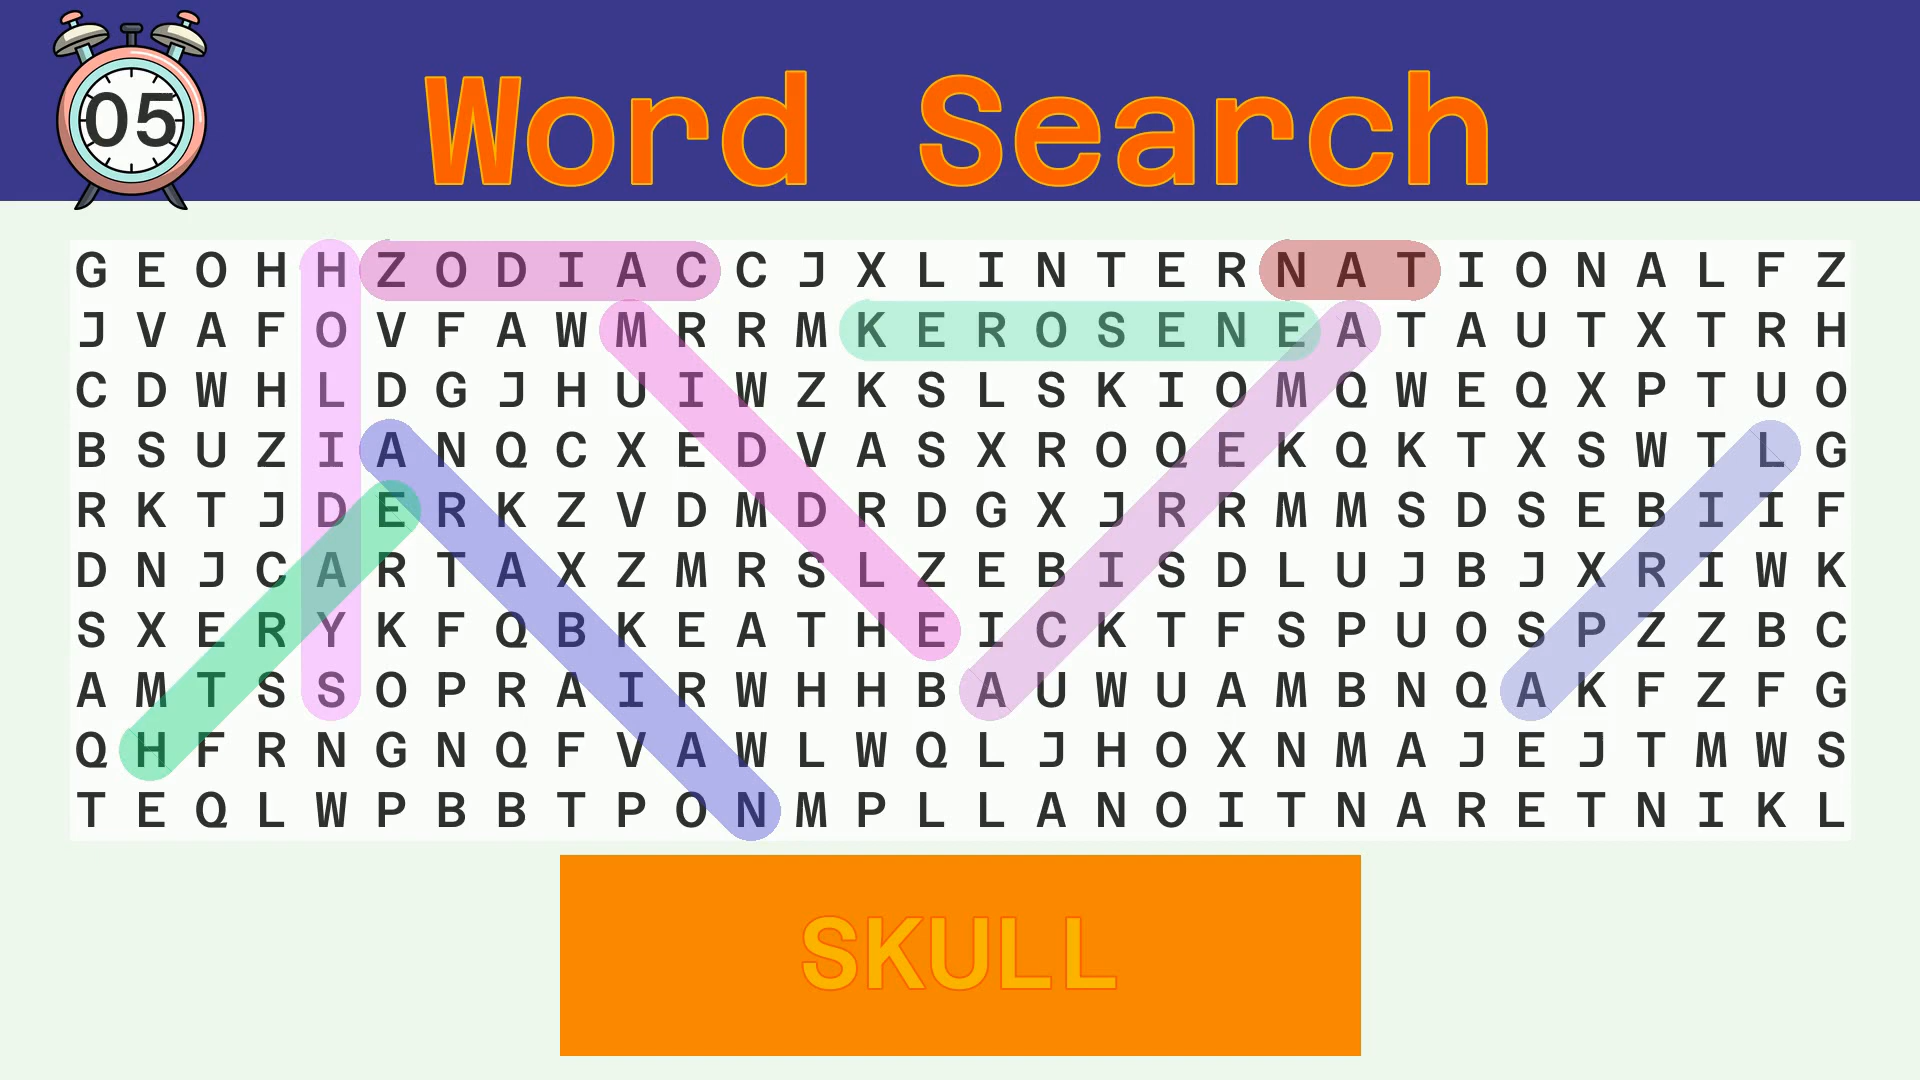 05
Word Search
G E O H H Z O D I A C C J X L I N T E R N A T I O N A L F Z
J V A F O V F A W M R R M K E R O S E N E A T A U T X T R H
C D W H L D G J H U I W Z K S L S K I O M Q W E Q X P T U O
B S U Z I A N Q C X E D V A S X R O Q E K Q K T X S W T L G
R K T J D E R K Z V D M D R D G X J R R M M S D S E B I I F
D N J C A R T A X Z M R S L Z E B I S D L U J B J X R I W K
S X E R Y K F Q B K E A T H E I C K T F S P U O S P Z Z B C
A M T S S O P R A I R W H H B A U W U A M B N Q A K F Z F G
Q H F R N G N Q F V A W L W Q L J H O X N M A J E J T M W S
T E Q L W P B B T P O N M P L L A N O I T N A R E T N I K L
SKULL